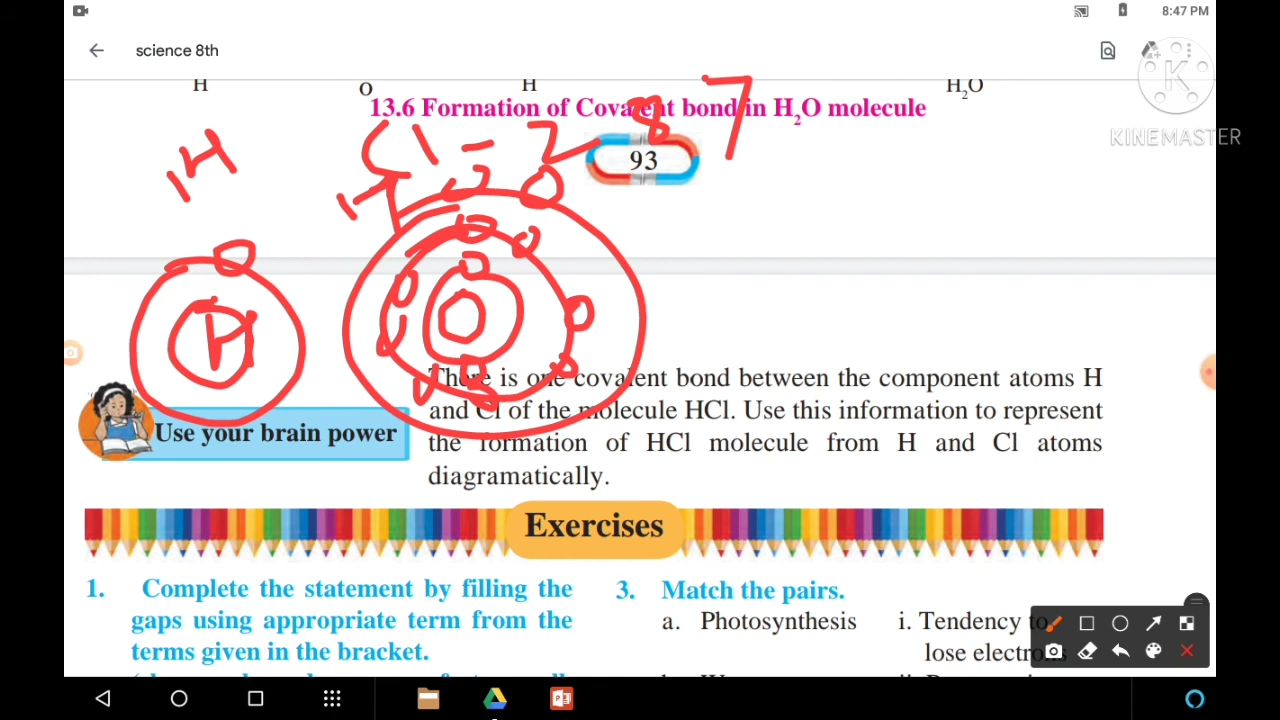 8:47 PM
science 8th
H O H H₂O
13.6 Formation of Covalent bond in H₂O molecule
KINEMASTER
K
93
H
Cl - 2 8 7
H
There is one covalent bond between the component atoms H
Use your brain power
and Cl of the molecule HCl. Use this information to represent
the formation of HCl molecule from H and Cl atoms
diagramatically.
Exercises
1. Complete the statement by filling the
gaps using appropriate term from the
terms given in the bracket.
3. Match the pairs.
a. Photosynthesis i. Tendency to
lose electrons